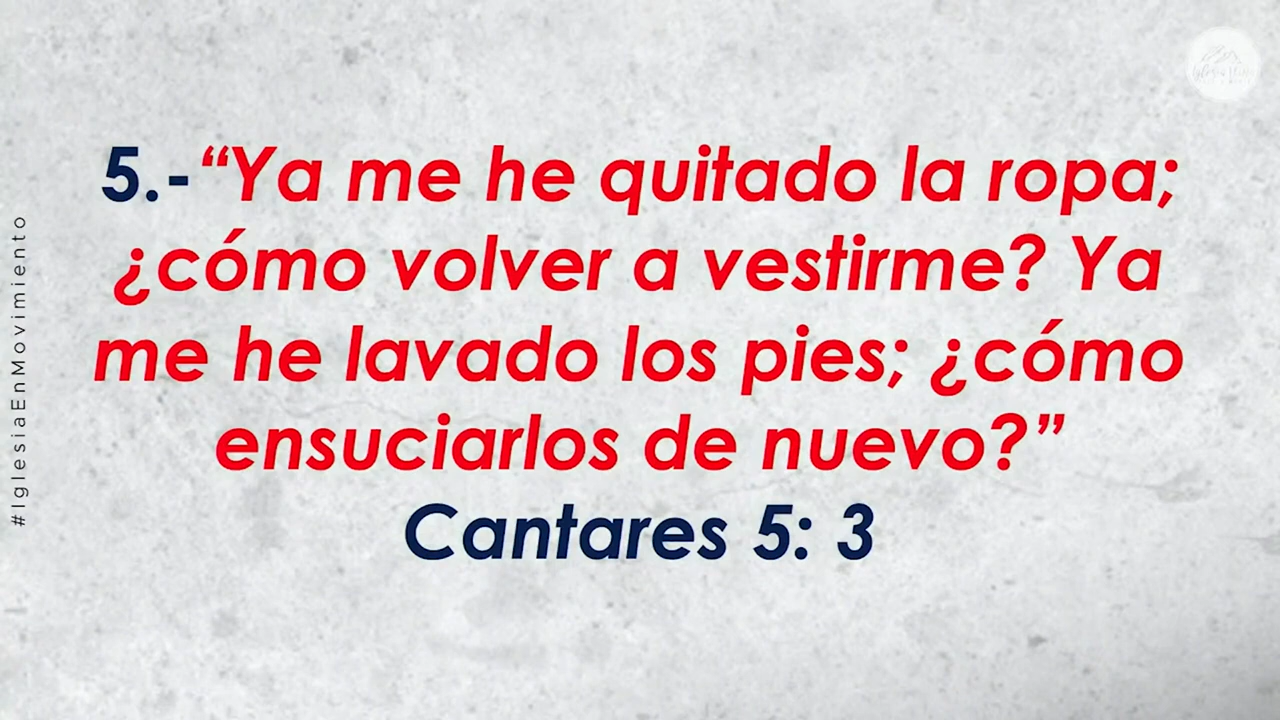 5.-“Ya me he quitado la ropa;
¿cómo volver a vestirme? Ya
me he lavado los pies; ¿cómo
ensuciarlos de nuevo?”
Cantares 5: 3
#IglesiaEnMovimiento